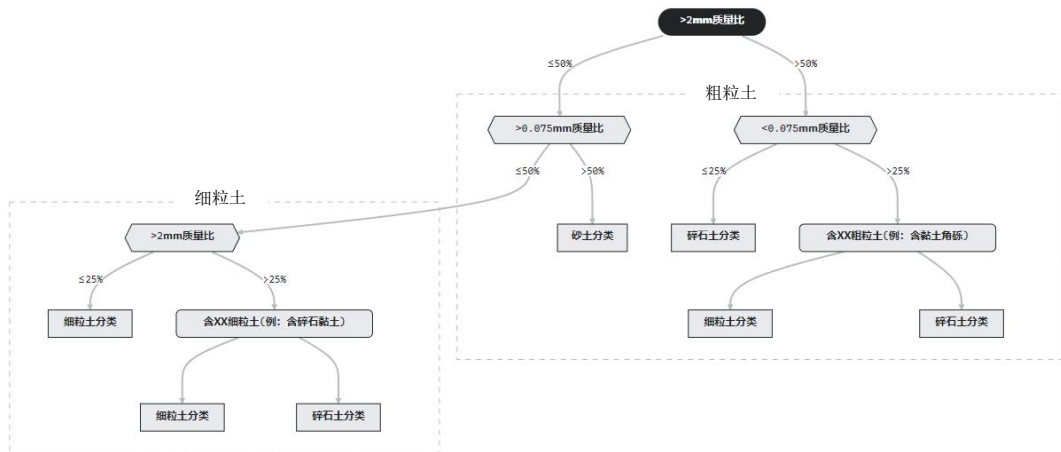 >2mm质量比
≤50%
>50%
粗粒土
>0.075mm质量比
<0.075mm质量比
≤50%
>50%
≤25%
>25%
细粒土
>2mm质量比
砂土分类
碎石土分类
含XX粗粒土(例：含黏土角砾)
≤25%
>25%
细粒土分类
含XX细粒土(例：含碎石黏土)
细粒土分类
碎石土分类
细粒土分类
碎石土分类